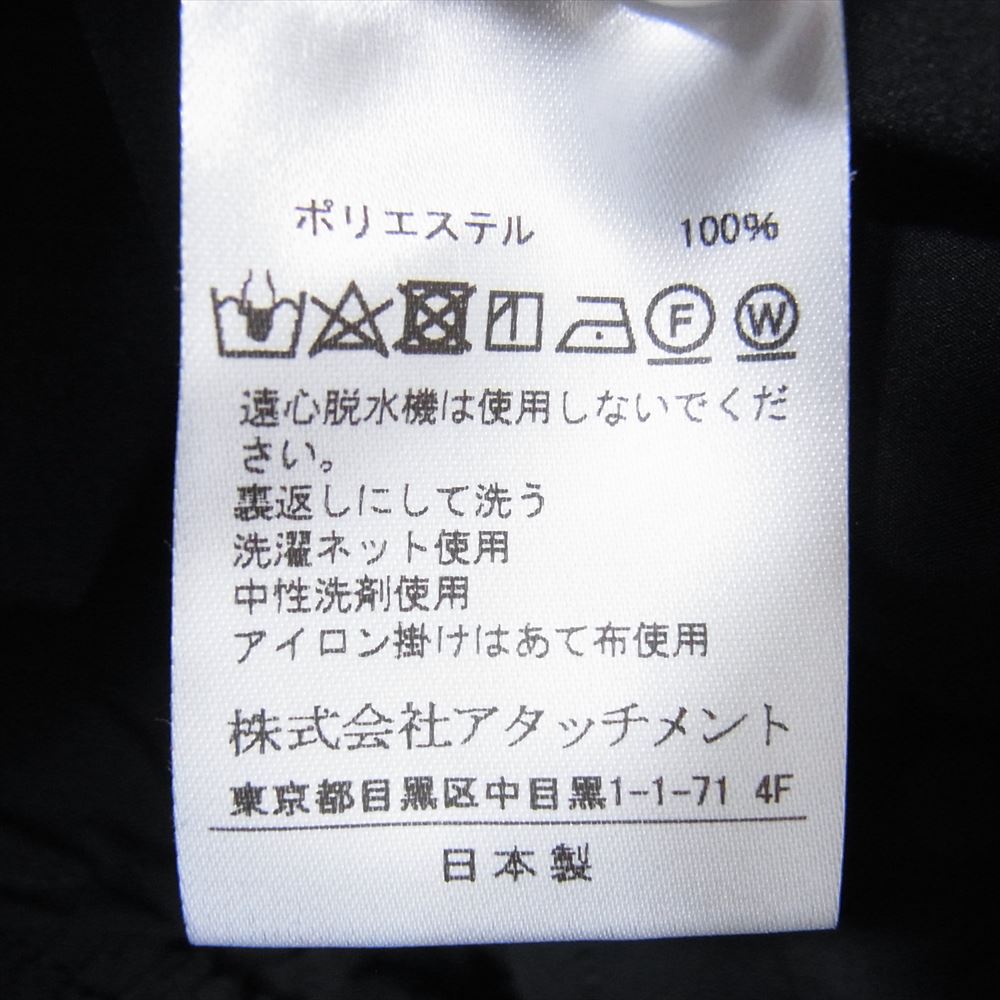 ポリエステル 100%
F W
遠心脱水機は使用しないでくだ
さい。
裏返しにして洗う
洗濯ネット使用
中性洗剤使用
アイロン掛けはあて布使用
株式会社アタッチメント
東京都目黒区中目黒1-1-71 4F
日本製